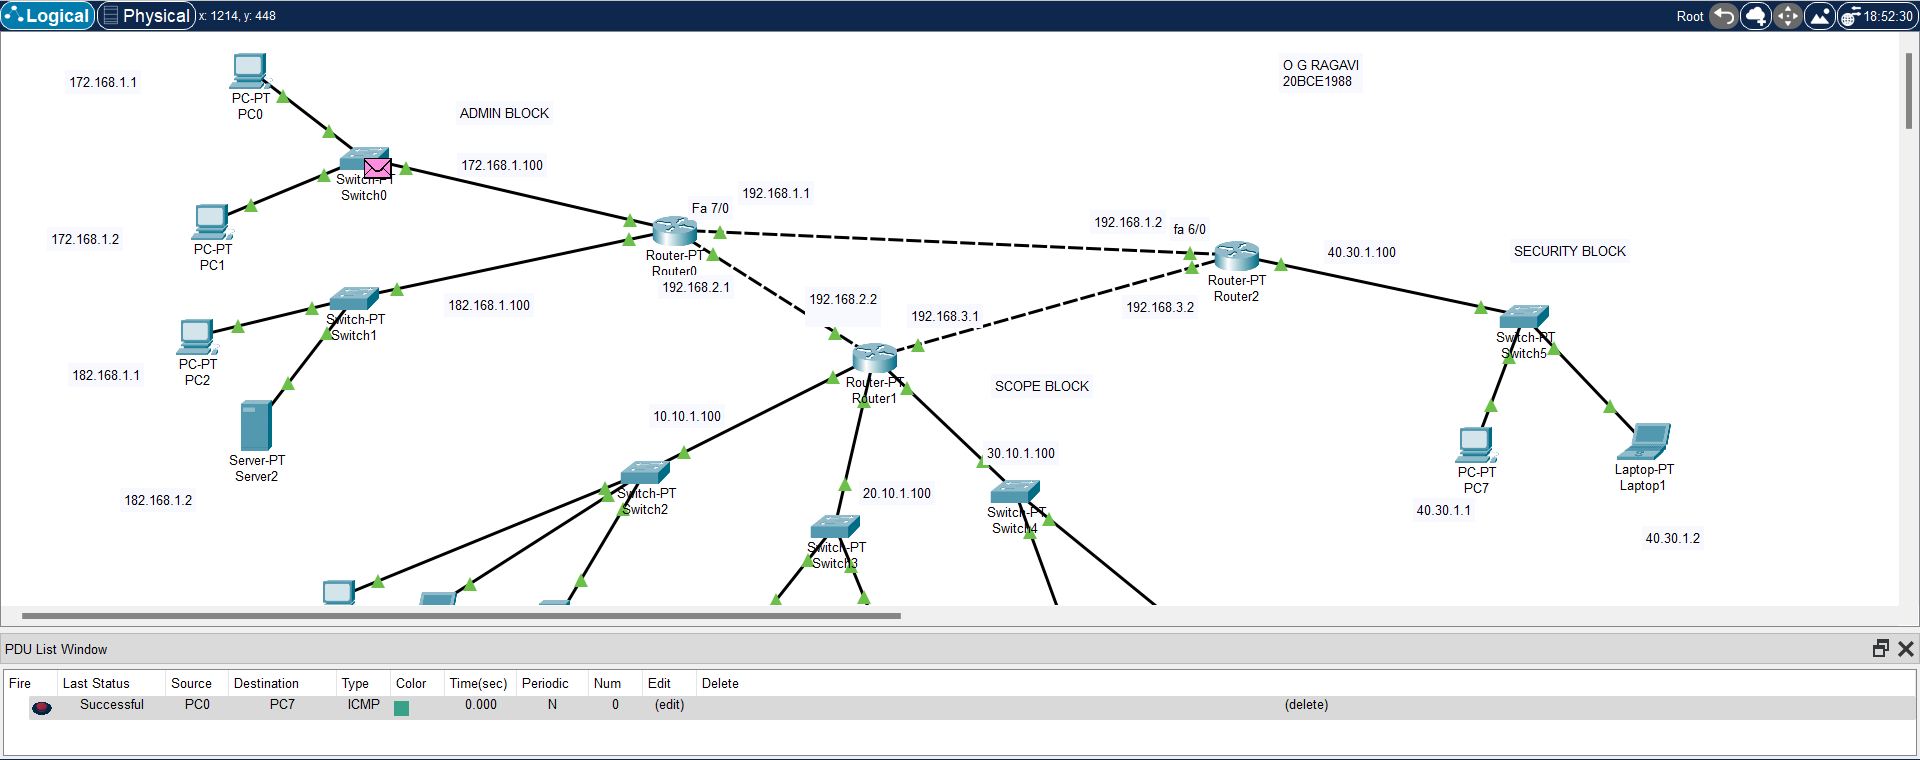 Logical
Physical
x: 1214, y: 448
Root
18:52:30
172.168.1.1
PC-PT
PC0
ADMIN BLOCK
O G RAGAVI
20BCE1988
172.168.1.100
Switch-PT
Switch0
192.168.1.1
Fa 7/0
192.168.1.2
fa 6/0
172.168.1.2
PC-PT
PC1
Router-PT
Router0
192.168.2.1
40.30.1.100
SECURITY BLOCK
Router-PT
Router2
182.168.1.100
192.168.2.2
192.168.3.1
192.168.3.2
Switch-PT
Switch1
Switch-PT
Switch5
182.168.1.1
PC-PT
PC2
Router-PT
Router1
SCOPE BLOCK
10.10.1.100
30.10.1.100
Server-PT
Server2
182.168.1.2
Switch-PT
Switch2
20.10.1.100
Switch-PT
Switch4
Switch-PT
Switch3
PC-PT
PC7
40.30.1.1
Laptop-PT
Laptop1
40.30.1.2
PDU List Window
Fire Last Status Source Destination Type Color Time(sec) Periodic Num Edit Delete
Successful PC0 PC7 ICMP 0.000 N 0 (edit) (delete)